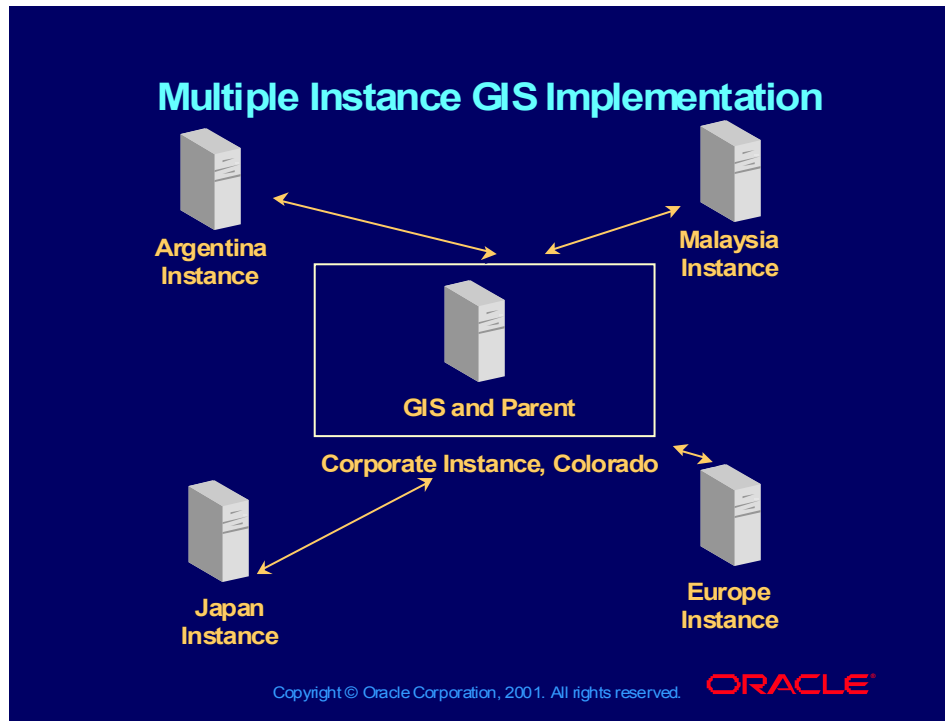 Multiple Instance GIS Implementation
Argentina
Instance
Malaysia
Instance
GIS and Parent
Corporate Instance, Colorado
Japan
Instance
Europe
Instance
Copyright © Oracle Corporation, 2001. All rights reserved.
ORACLE®